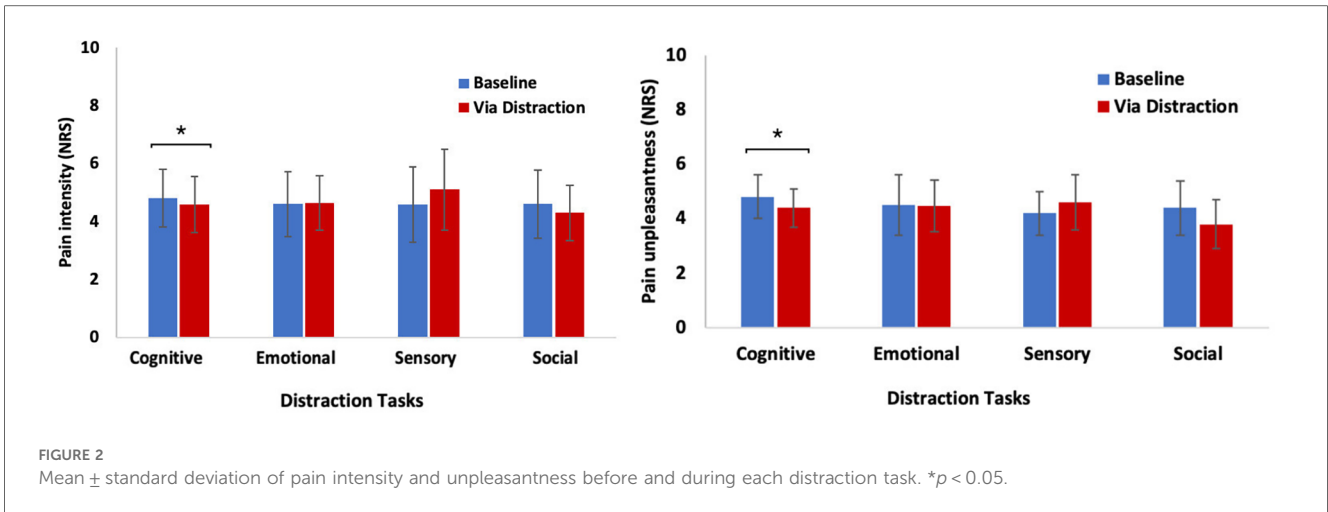 Pain intensity (NRS)
10
8
6
4
2
0
Baseline
Via Distraction
*
Cognitive Emotional Sensory Social
Distraction Tasks
Pain unpleasantness (NRS)
10
8
6
4
2
0
Baseline
Via Distraction
*
Cognitive Emotional Sensory Social
Distraction Tasks
FIGURE 2
Mean ± standard deviation of pain intensity and unpleasantness before and during each distraction task. *p < 0.05.